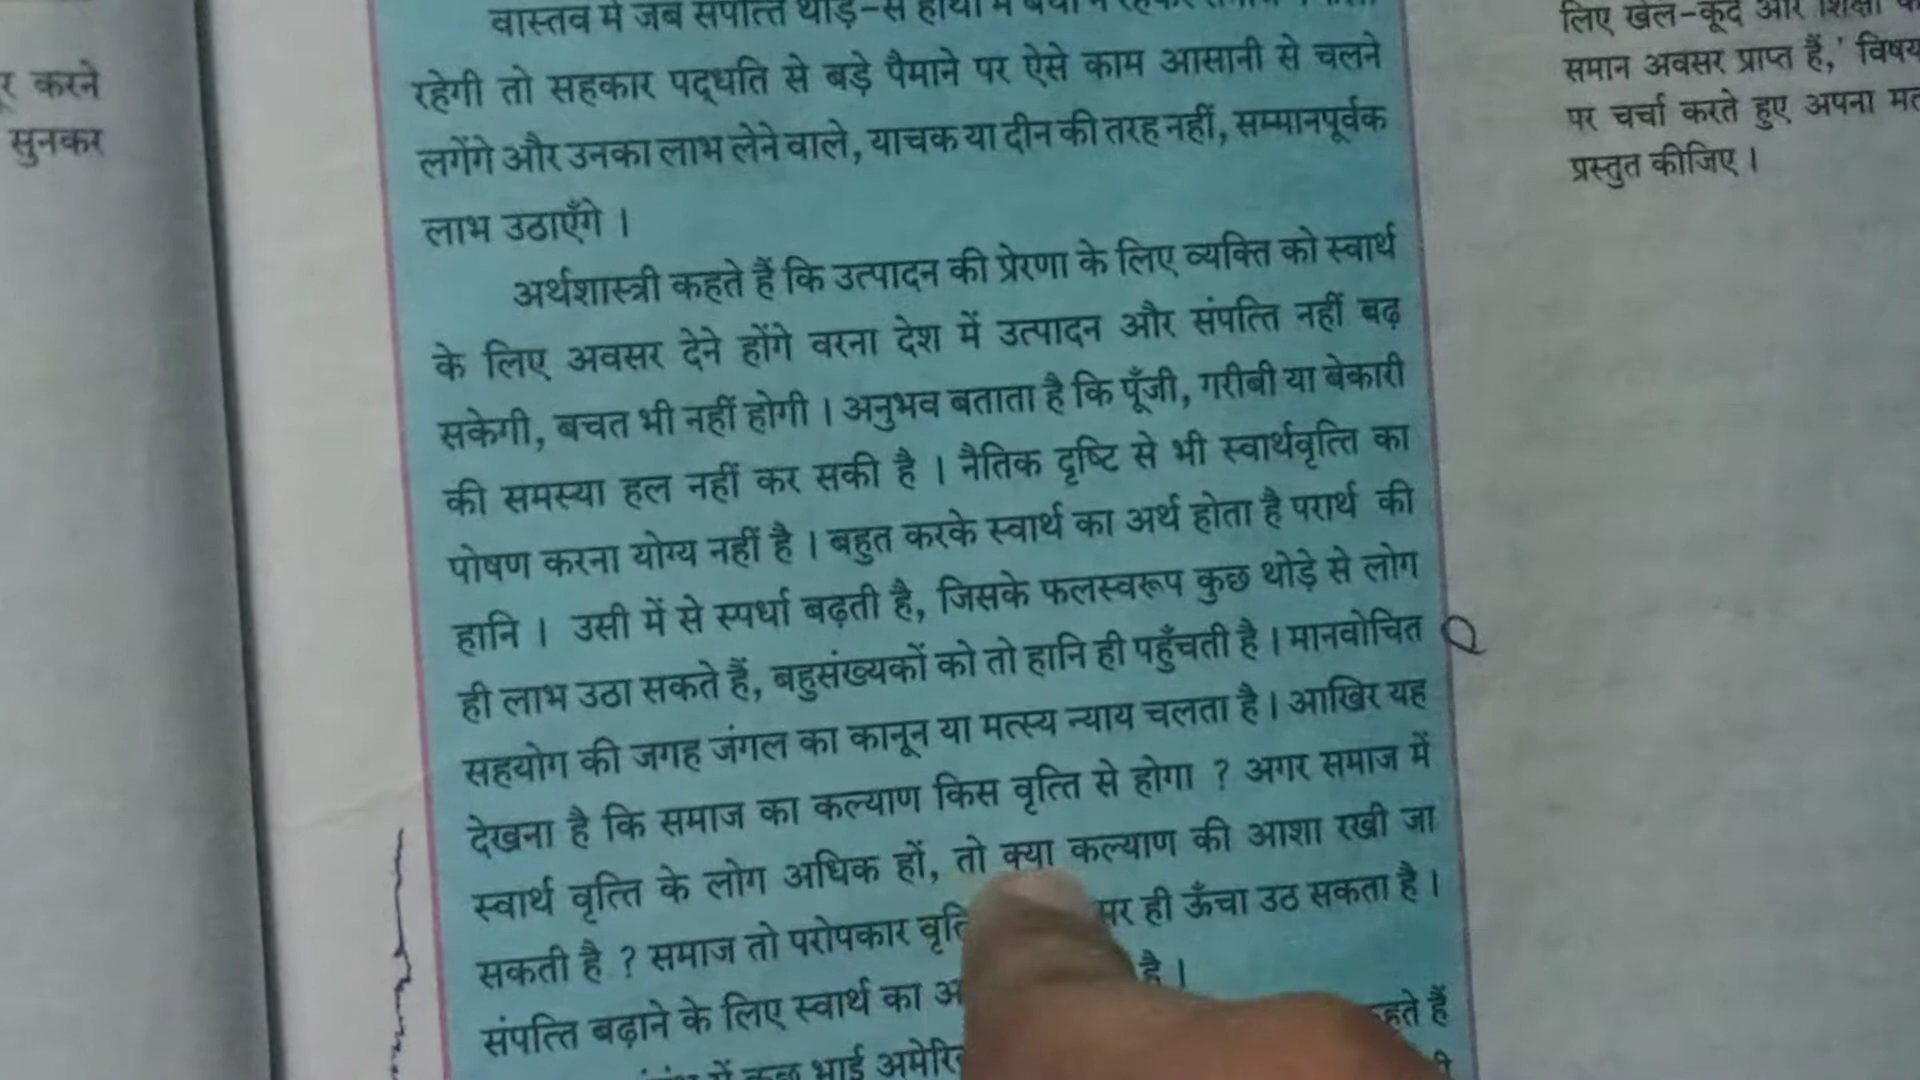 र करने
सुनकर
वास्तव में जब संपत्ति थोड़े-से हाथों में
रहेगी तो सहकार पद्धति से बड़े पैमाने पर ऐसे काम आसानी से चलने
लगेंगे और उनका लाभ लेने वाले, याचक या दीन की तरह नहीं, सम्मानपूर्वक
लाभ उठाएँगे ।
अर्थशास्त्री कहते हैं कि उत्पादन की प्रेरणा के लिए व्यक्ति को स्वार्थ
के लिए अवसर देने होंगे वरना देश में उत्पादन और संपत्ति नहीं बढ़
सकेगी, बचत भी नहीं होगी । अनुभव बताता है कि पूँजी, गरीबी या बेकारी
की समस्या हल नहीं कर सकी है । नैतिक दृष्टि से भी स्वार्थवृत्ति का
पोषण करना योग्य नहीं है । बहुत करके स्वार्थ का अर्थ होता है परार्थ की
हानि । उसी में से स्पर्धा बढ़ती है, जिसके फलस्वरूप कुछ थोड़े से लोग
ही लाभ उठा सकते हैं, बहुसंख्यकों को तो हानि ही पहुँचती है । मानवोचित
सहयोग की जगह जंगल का कानून या मत्स्य न्याय चलता है । आखिर यह
देखना है कि समाज का कल्याण किस वृत्ति से होगा ? अगर समाज में
स्वार्थ वृत्ति के लोग अधिक हों, तो क्या कल्याण की आशा रखी जा
सकती है ? समाज तो परोपकार वृत्ति पर ही ऊँचा उठ सकता है ।
संपत्ति बढ़ाने के लिए स्वार्थ का है ।
में कुछ भाई कहते हैं
लिए खेल-कूद और शिक्षा के
समान अवसर प्राप्त हैं,' विषय
पर चर्चा करते हुए अपना मत
प्रस्तुत कीजिए ।